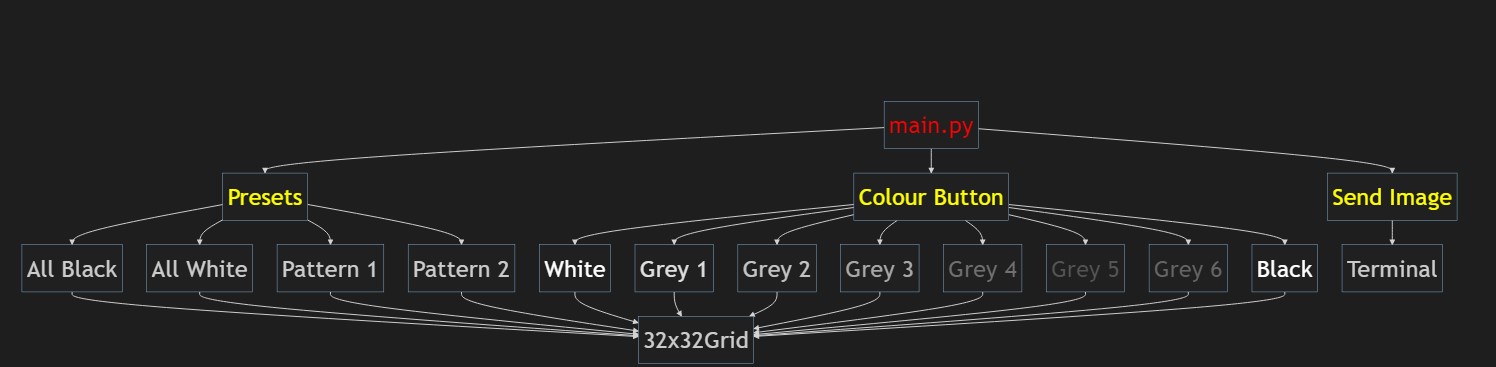 main.py
Presets
Colour Button
Send Image
All Black
All White
Pattern 1
Pattern 2
White
Grey 1
Grey 2
Grey 3
Grey 4
Grey 5
Grey 6
Black
Terminal
32x32Grid